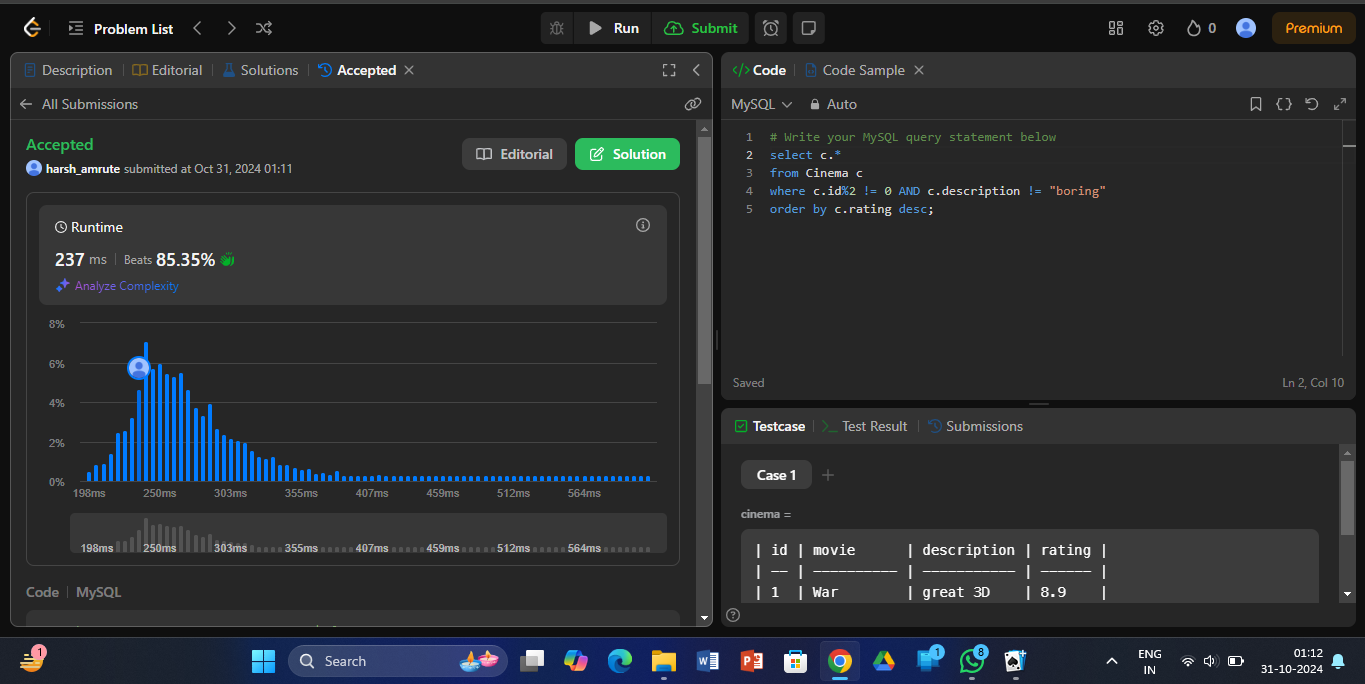 Problem List
Run
Submit
0
Premium
Description
Editorial
Solutions
Accepted
All Submissions
Accepted
harsh_amrute submitted at Oct 31, 2024 01:11
Editorial
Solution
Runtime
237 ms
Beats 85.35%
Analyze Complexity
8%
6%
4%
2%
0%
198ms 250ms 303ms 355ms 407ms 459ms 512ms 564ms
198ms 250ms 303ms 355ms 407ms 459ms 512ms 564ms
Code
MySQL
</> Code
Code Sample
MySQL
Auto
1 # Write your MySQL query statement below
2 select c.*
3 from Cinema c
4 where c.id%2 != 0 AND c.description != "boring"
5 order by c.rating desc;
Saved
Ln 2, Col 10
Testcase
Test Result
Submissions
Case 1
cinema =
| id | movie | description | rating |
| -- | ---------- | ----------- | ------ |
| 1 | War | great 3D | 8.9 |
1
Search
1
8
ENG
IN
01:12
31-10-2024